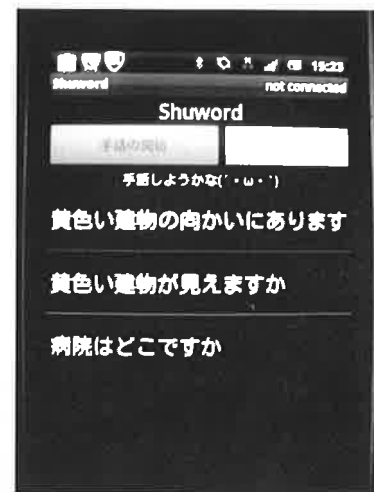 15:23
Shuword not connected
Shuword
手話の開始
手話しようかな(´・ω・`)
黄色い建物の向かいにあります
黄色い建物が見えますか
病院はどこですか